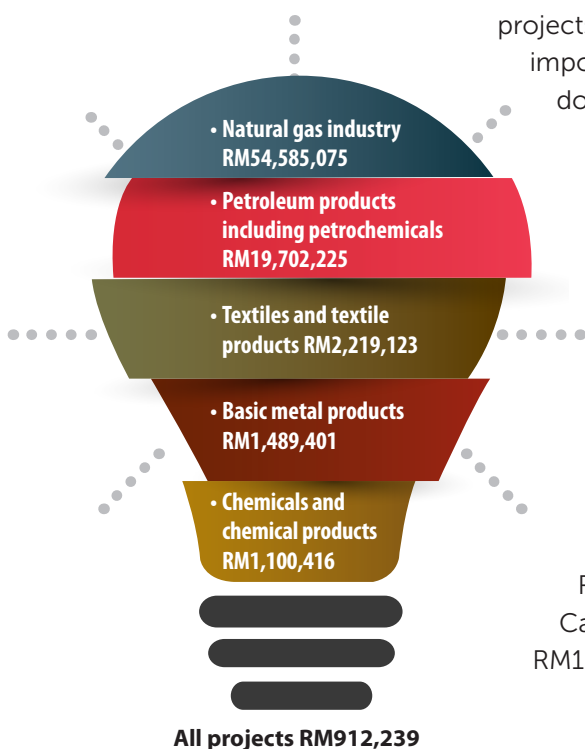 project
impo
do
• Natural gas industry
RM54,585,075
• Petroleum products
including petrochemicals
RM19,702,225
• Textiles and textile
products RM2,219,123
• Basic metal products
RM1,489,401
• Chemicals and
chemical products
RM1,100,416
Ca
RM1
All projects RM912,239